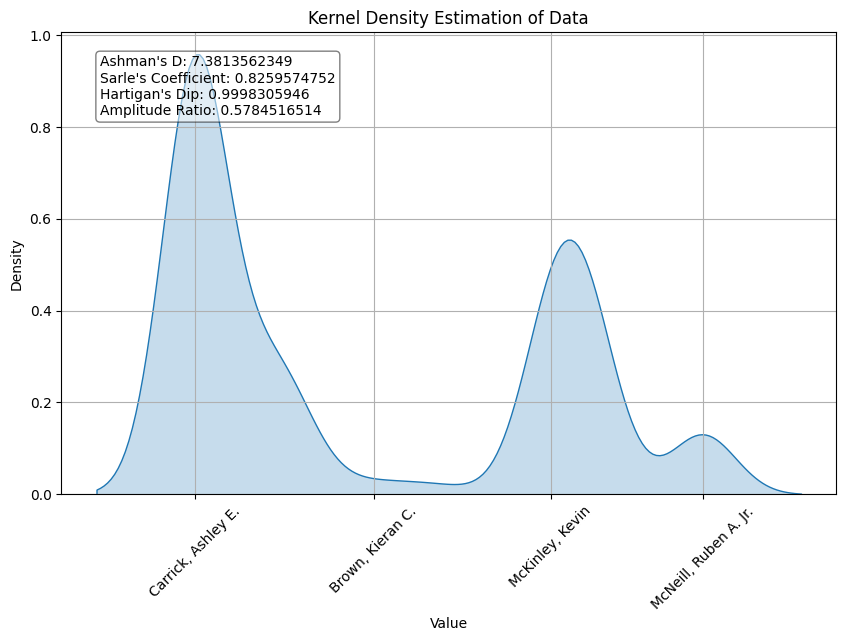 Kernel Density Estimation of Data
Ashman's D: 7.3813562349
Sarle's Coefficient: 0.8259574752
Hartigan's Dip: 0.9998305946
Amplitude Ratio: 0.5784516514
Density
1.0
0.8
0.6
0.4
0.2
0.0
Carrick, Ashley E.
Brown, Kieran C.
McKinley, Kevin
McNeill, Ruben A. Jr.
Value